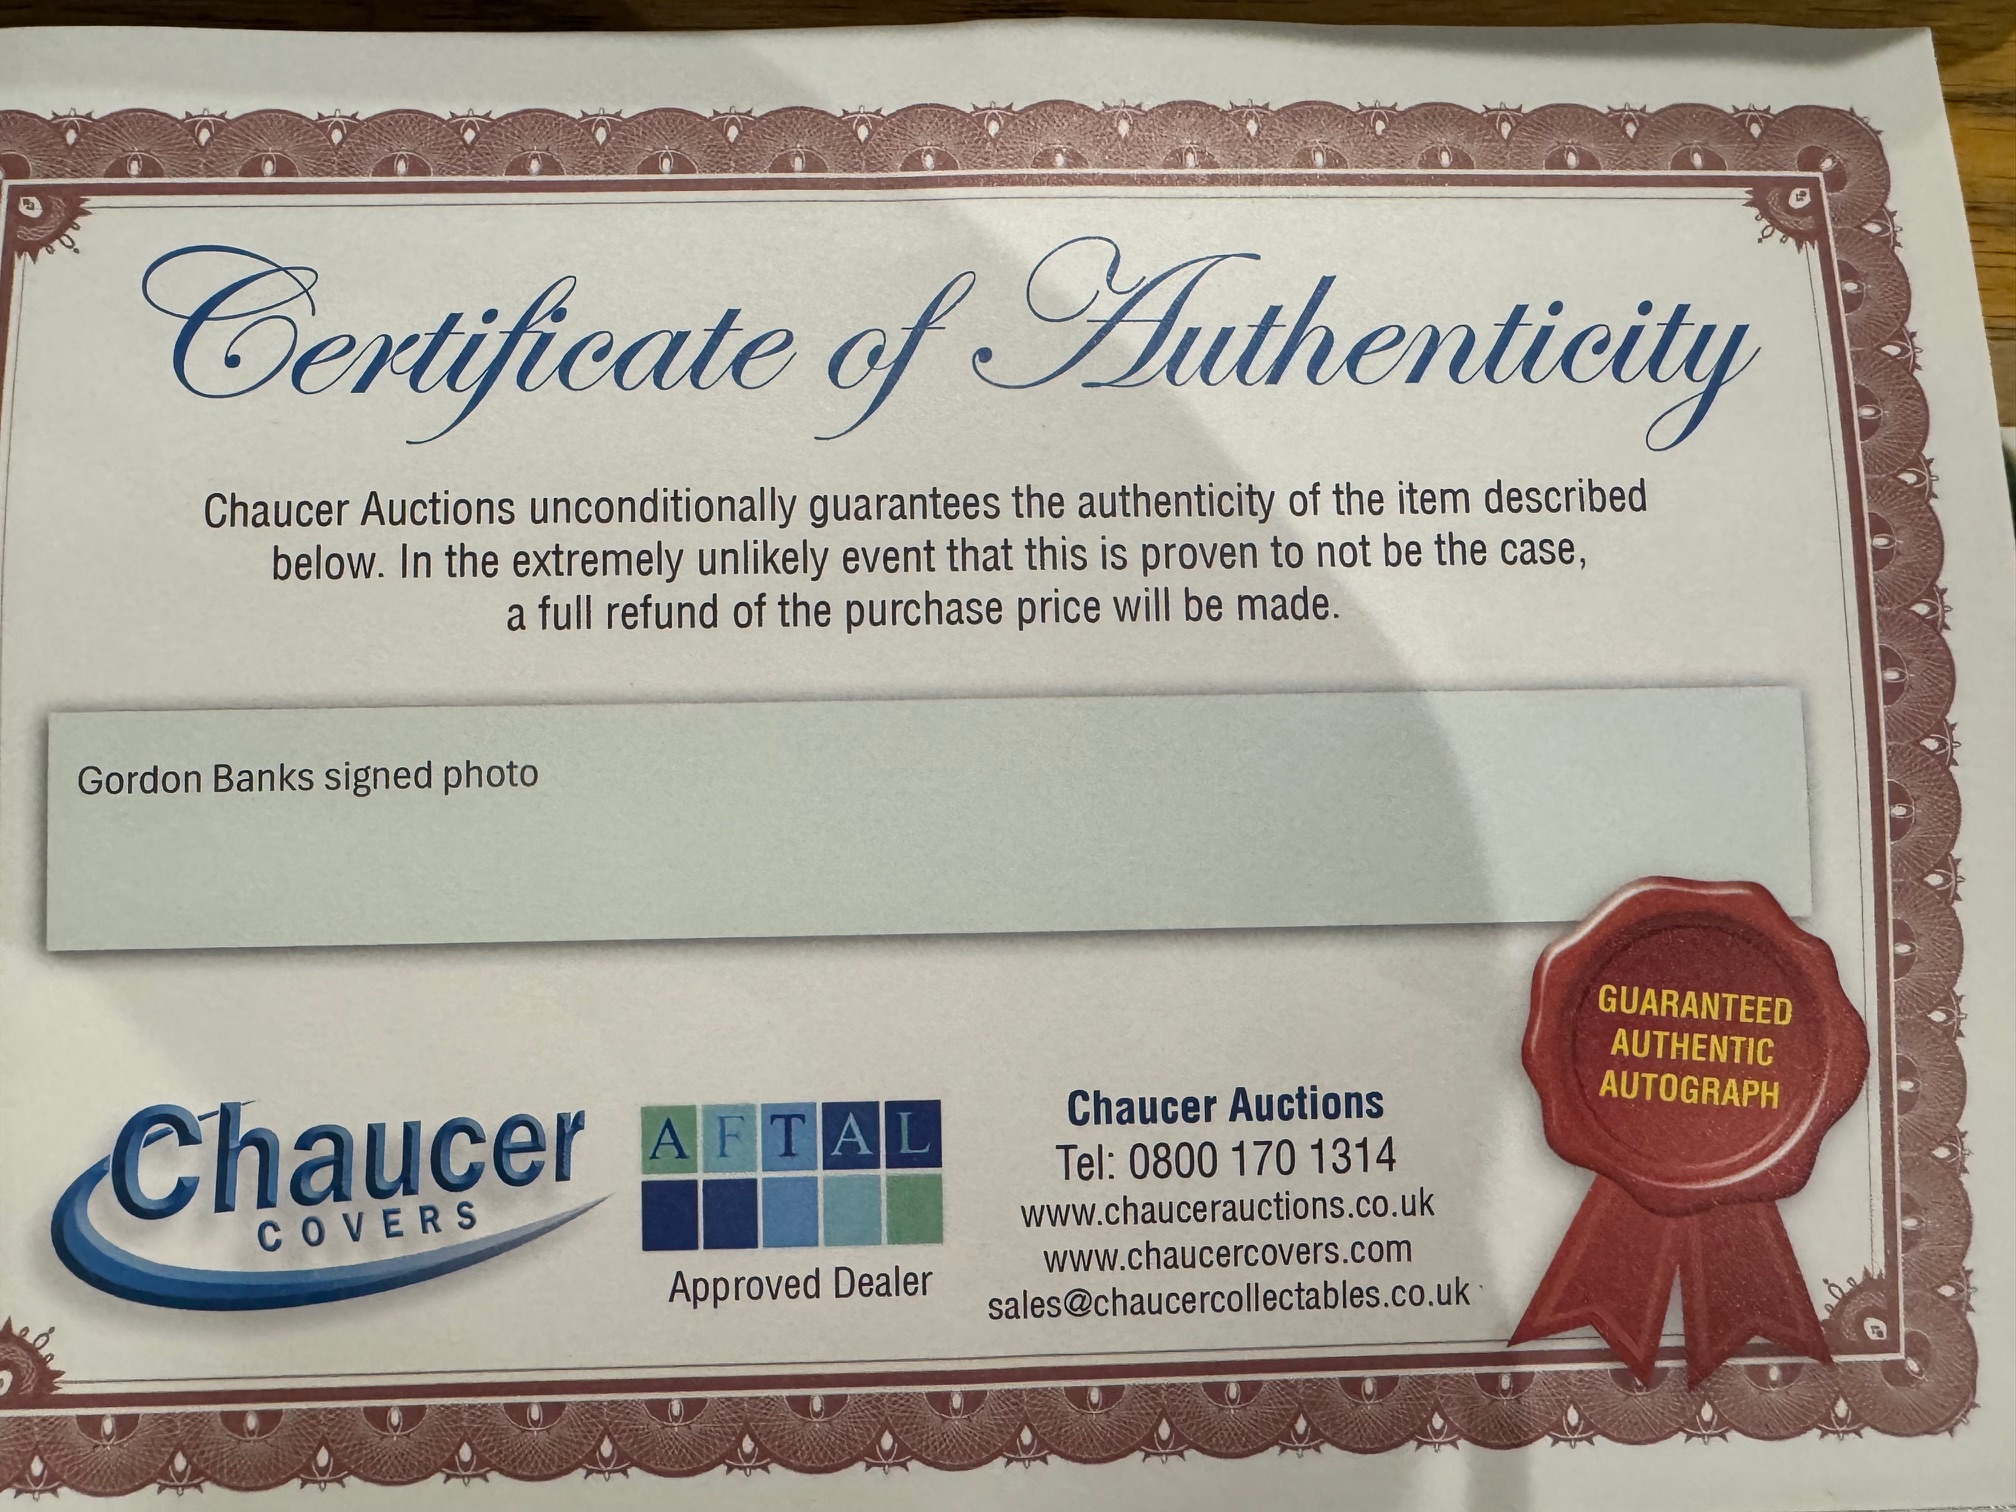 Certificate of Authenticity
Chaucer Auctions unconditionally guarantees the authenticity of the item described
below. In the extremely unlikely event that this is proven to not be the case,
a full refund of the purchase price will be made.
Gordon Banks signed photo
GUARANTEED
AUTHENTIC
AUTOGRAPH
Chaucer
COVERS
AFTAL
Approved Dealer
Chaucer Auctions
Tel: 0800 170 1314
www.chaucerauctions.co.uk
www.chaucercovers.com
sales@chaucercollectables.co.uk